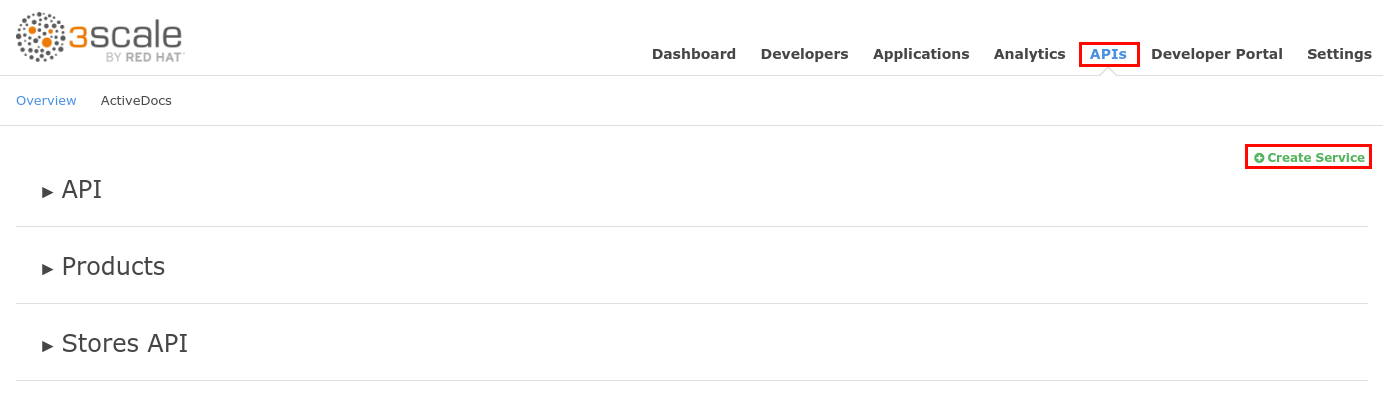 3scale
BY RED HAT
Dashboard Developers Applications Analytics APIs Developer Portal Settings
Overview ActiveDocs
Create Service
API
Products
Stores API